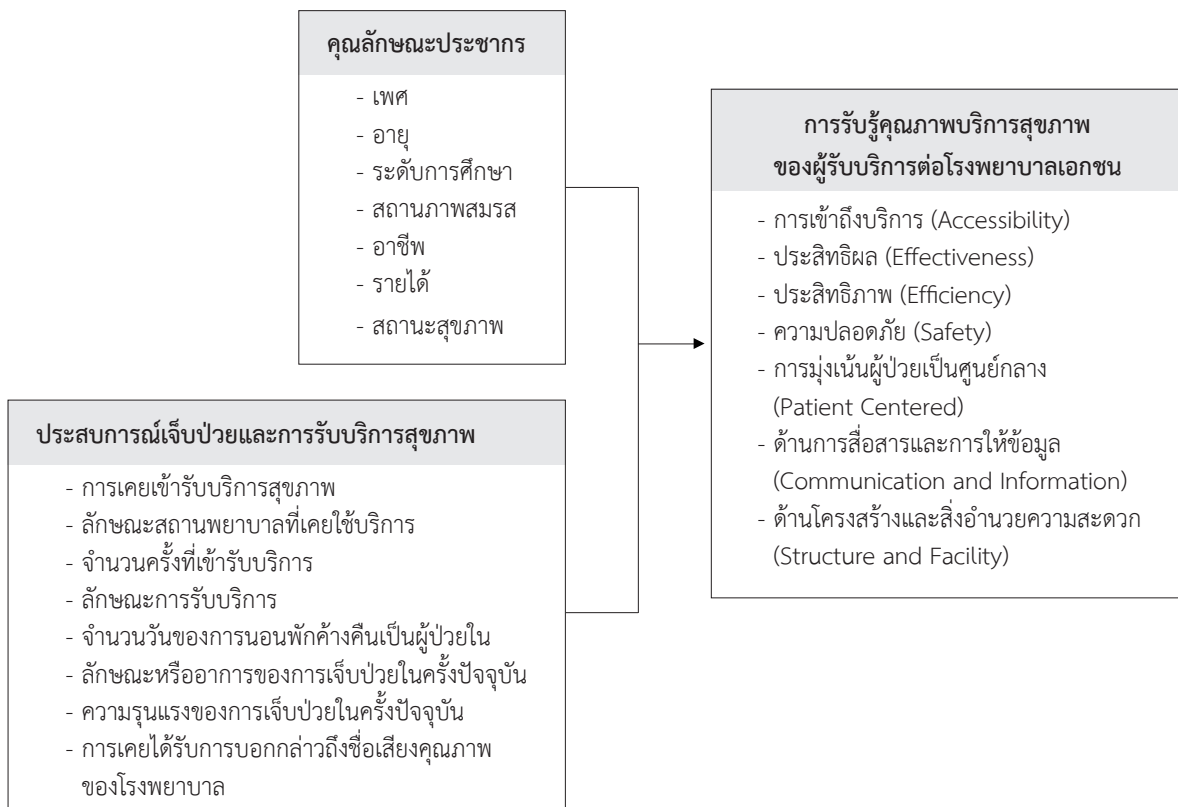 คุณลักษณะประชากร
- เพศ
- อายุ
- ระดับการศึกษา
- สถานภาพสมรส
- อาชีพ
- รายได้
- สถานะสุขภาพ
ประสบการณ์เจ็บป่วยและการรับบริการสุขภาพ
- การเคยเข้ารับบริการสุขภาพ
- ลักษณะสถานพยาบาลที่เคยใช้บริการ
- จำนวนครั้งที่เข้ารับบริการ
- ลักษณะการรับบริการ
- จำนวนวันของการนอนพักค้างคืนเป็นผู้ป่วยใน
- ลักษณะหรืออาการของการเจ็บป่วยในครั้งปัจจุบัน
- ความรุนแรงของการเจ็บป่วยในครั้งปัจจุบัน
- การเคยได้รับการบอกกล่าวถึงชื่อเสียงคุณภาพ
ของโรงพยาบาล
การรับรู้คุณภาพบริการสุขภาพ
ของผู้รับบริการต่อโรงพยาบาลเอกชน
- การเข้าถึงบริการ (Accessibility)
- ประสิทธิผล (Effectiveness)
- ประสิทธิภาพ (Efficiency)
- ความปลอดภัย (Safety)
- การมุ่งเน้นผู้ป่วยเป็นศูนย์กลาง
(Patient Centered)
- ด้านการสื่อสารและการให้ข้อมูล
(Communication and Information)
- ด้านโครงสร้างและสิ่งอำนวยความสะดวก
(Structure and Facility)